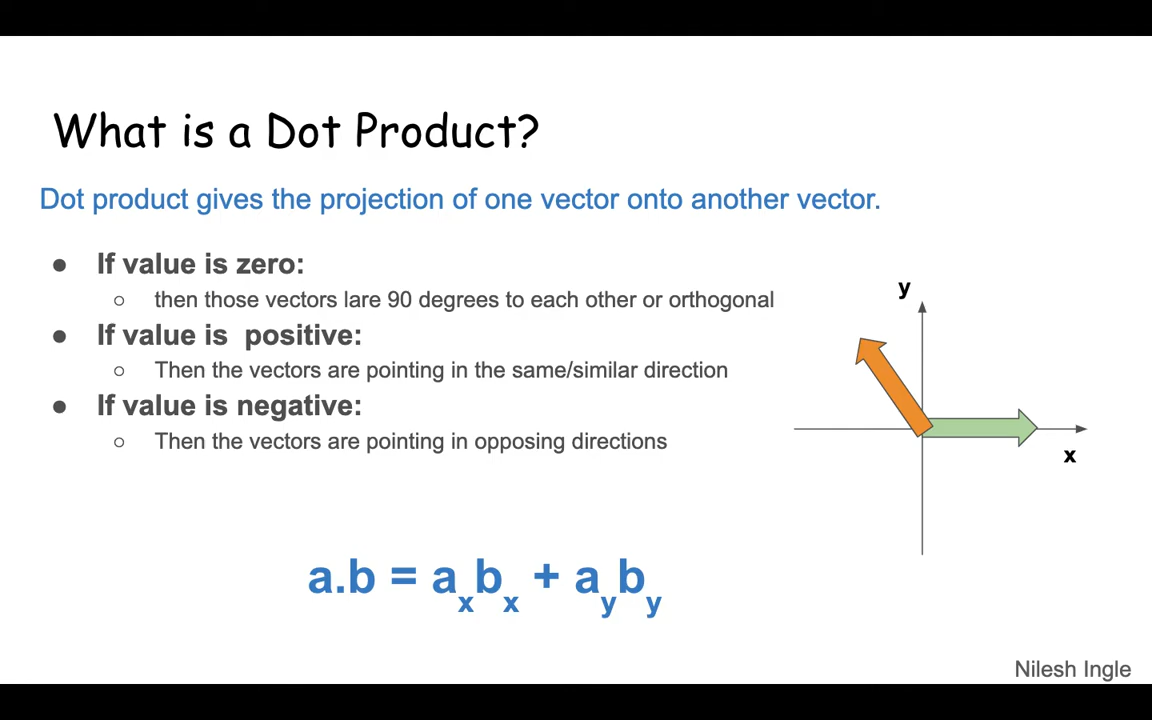 What is a Dot Product?
Dot product gives the projection of one vector onto another vector.
● If value is zero:
○ then those vectors lare 90 degrees to each other or orthogonal
● If value is  positive:
○ Then the vectors are pointing in the same/similar direction
● If value is negative:
○ Then the vectors are pointing in opposing directions
y
x
a.b = axbx + ayby
Nilesh Ingle